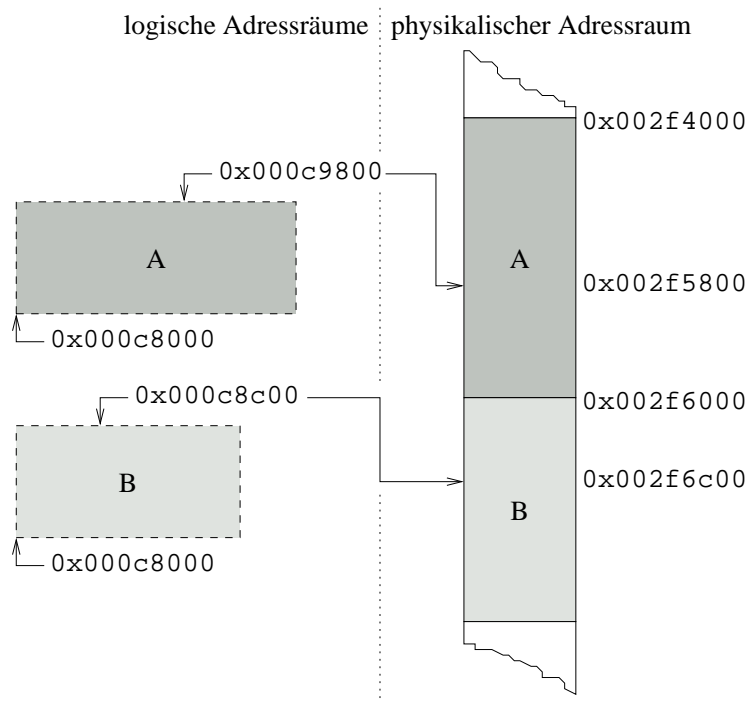 logische Adressräume physikalischer Adressraum
0x002f4000
0x000c9800
A
A
0x002f5800
0x000c8000
0x000c8c00
0x002f6000
B
0x002f6c00
B
0x000c8000